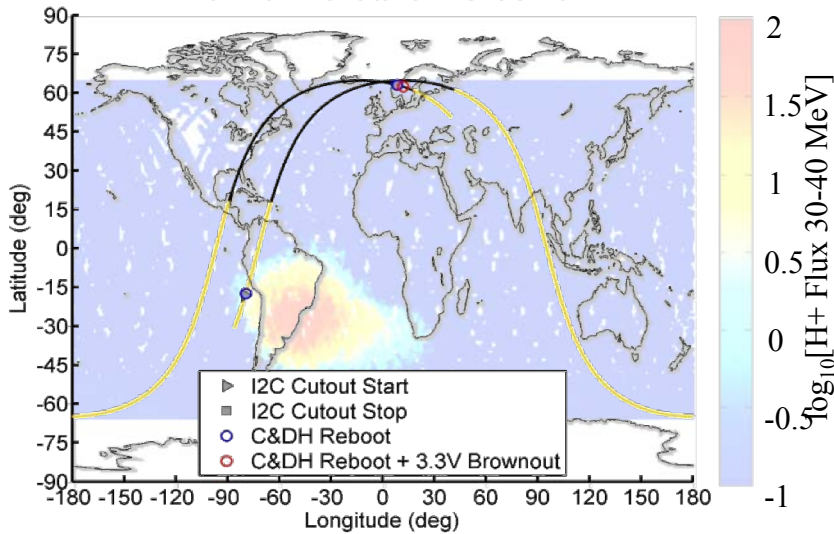 90
75
60
45
30
15
0
-15
-30
-45
-60
-75
-90
Latitude (deg)
I2C Cutout Start
I2C Cutout Stop
C&DH Reboot
C&DH Reboot + 3.3V Brownout
-180 -150 -120 -90 -60 -30 0 30 60 90 120 150 180
Longitude (deg)
2
1.5
1
0.5
0
-0.5
-1
log10[H+ Flux 30-40 MeV)